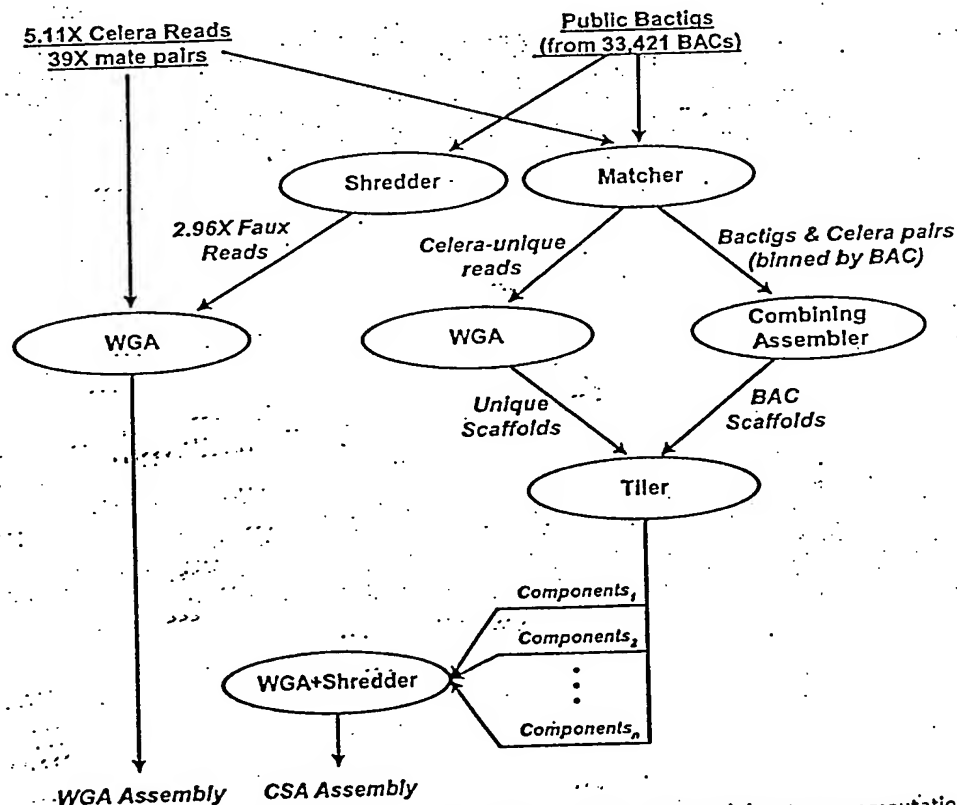 5.11X Celera Reads
39X mate pairs
Public Bactigs
(from 33,421 BACs)
Shredder
Matcher
2.96X Faux
Reads
Celera-unique
reads
Bactigs & Celera pairs
(binned by BAC)
WGA
WGA
Combining
Assembler
Unique
Scaffolds
BAC
Scaffolds
Tiler
Components1
Components2
WGA+Shredder
Componentsn
WGA Assembly
CSA Assembly